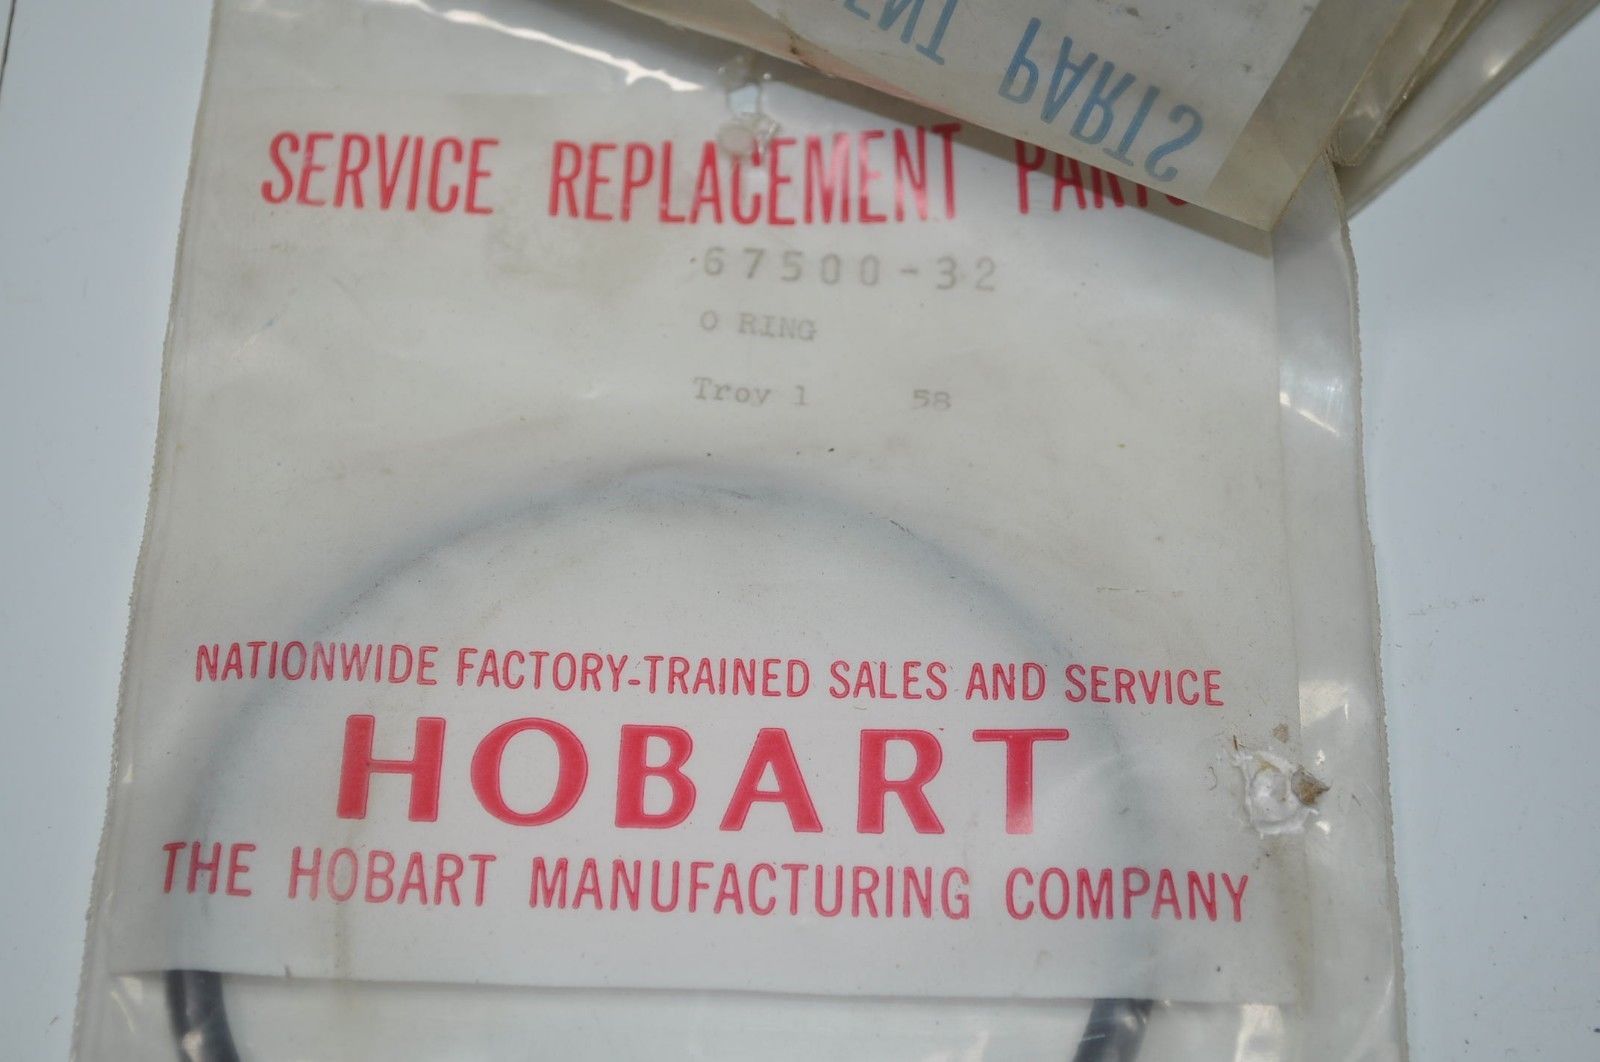 PARTS
SERVICE REPLACEMENT PARTS
67500-32
O RING
Troy 1 58
NATIONWIDE FACTORY-TRAINED SALES AND SERVICE
HOBART
THE HOBART MANUFACTURING COMPANY